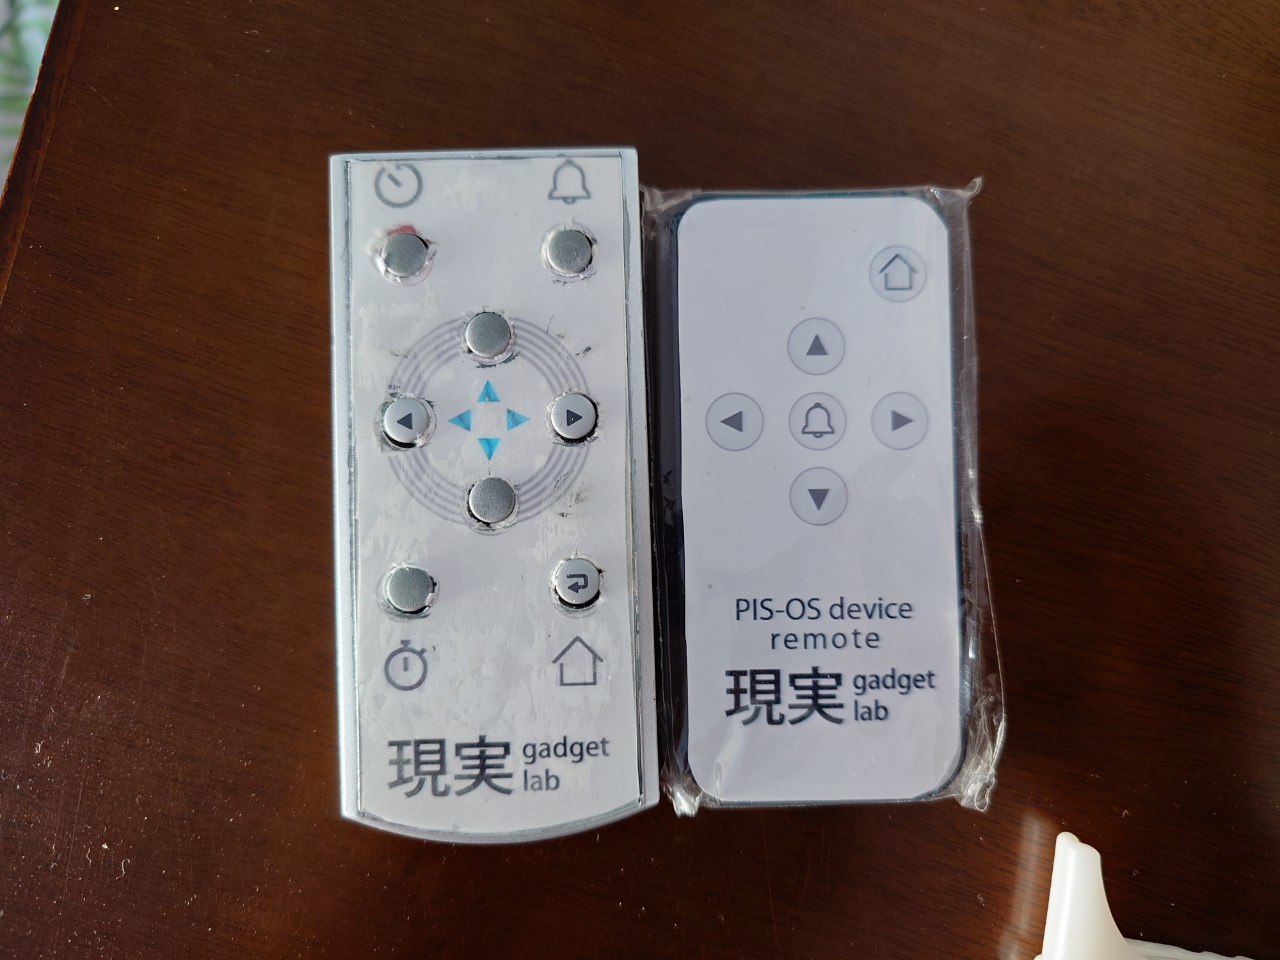 現実 gadget
lab
PIS-OS device
remote
現実 gadget
lab